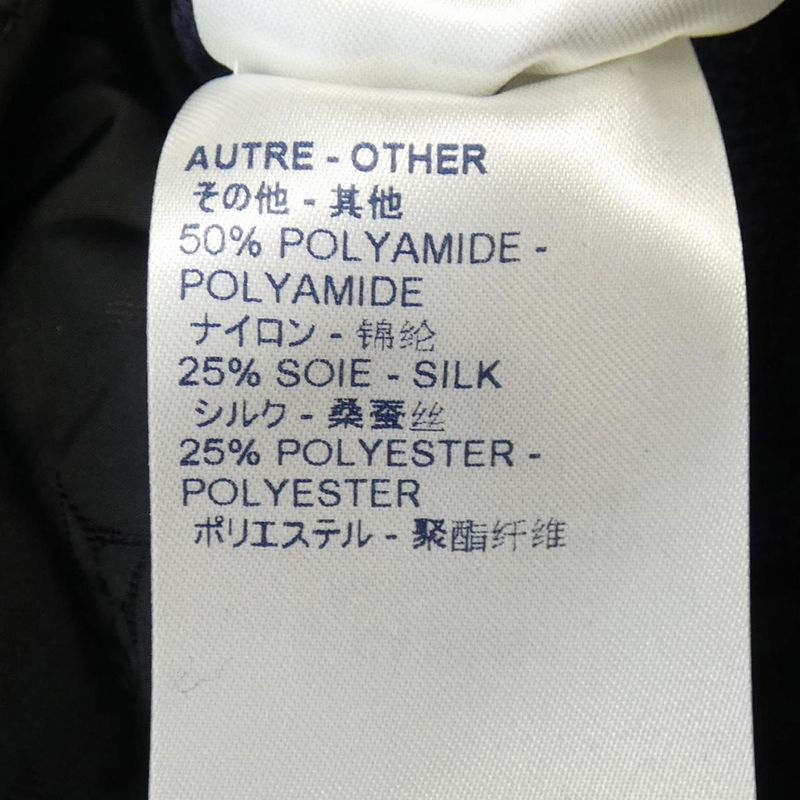 AUTRE - OTHER
その他 - 其他
50% POLYAMIDE -
POLYAMIDE
ナイロン - 锦纶
25% SOIE - SILK
シルク - 桑蚕丝
25% POLYESTER -
POLYESTER
ポリエステル - 聚酯纤维